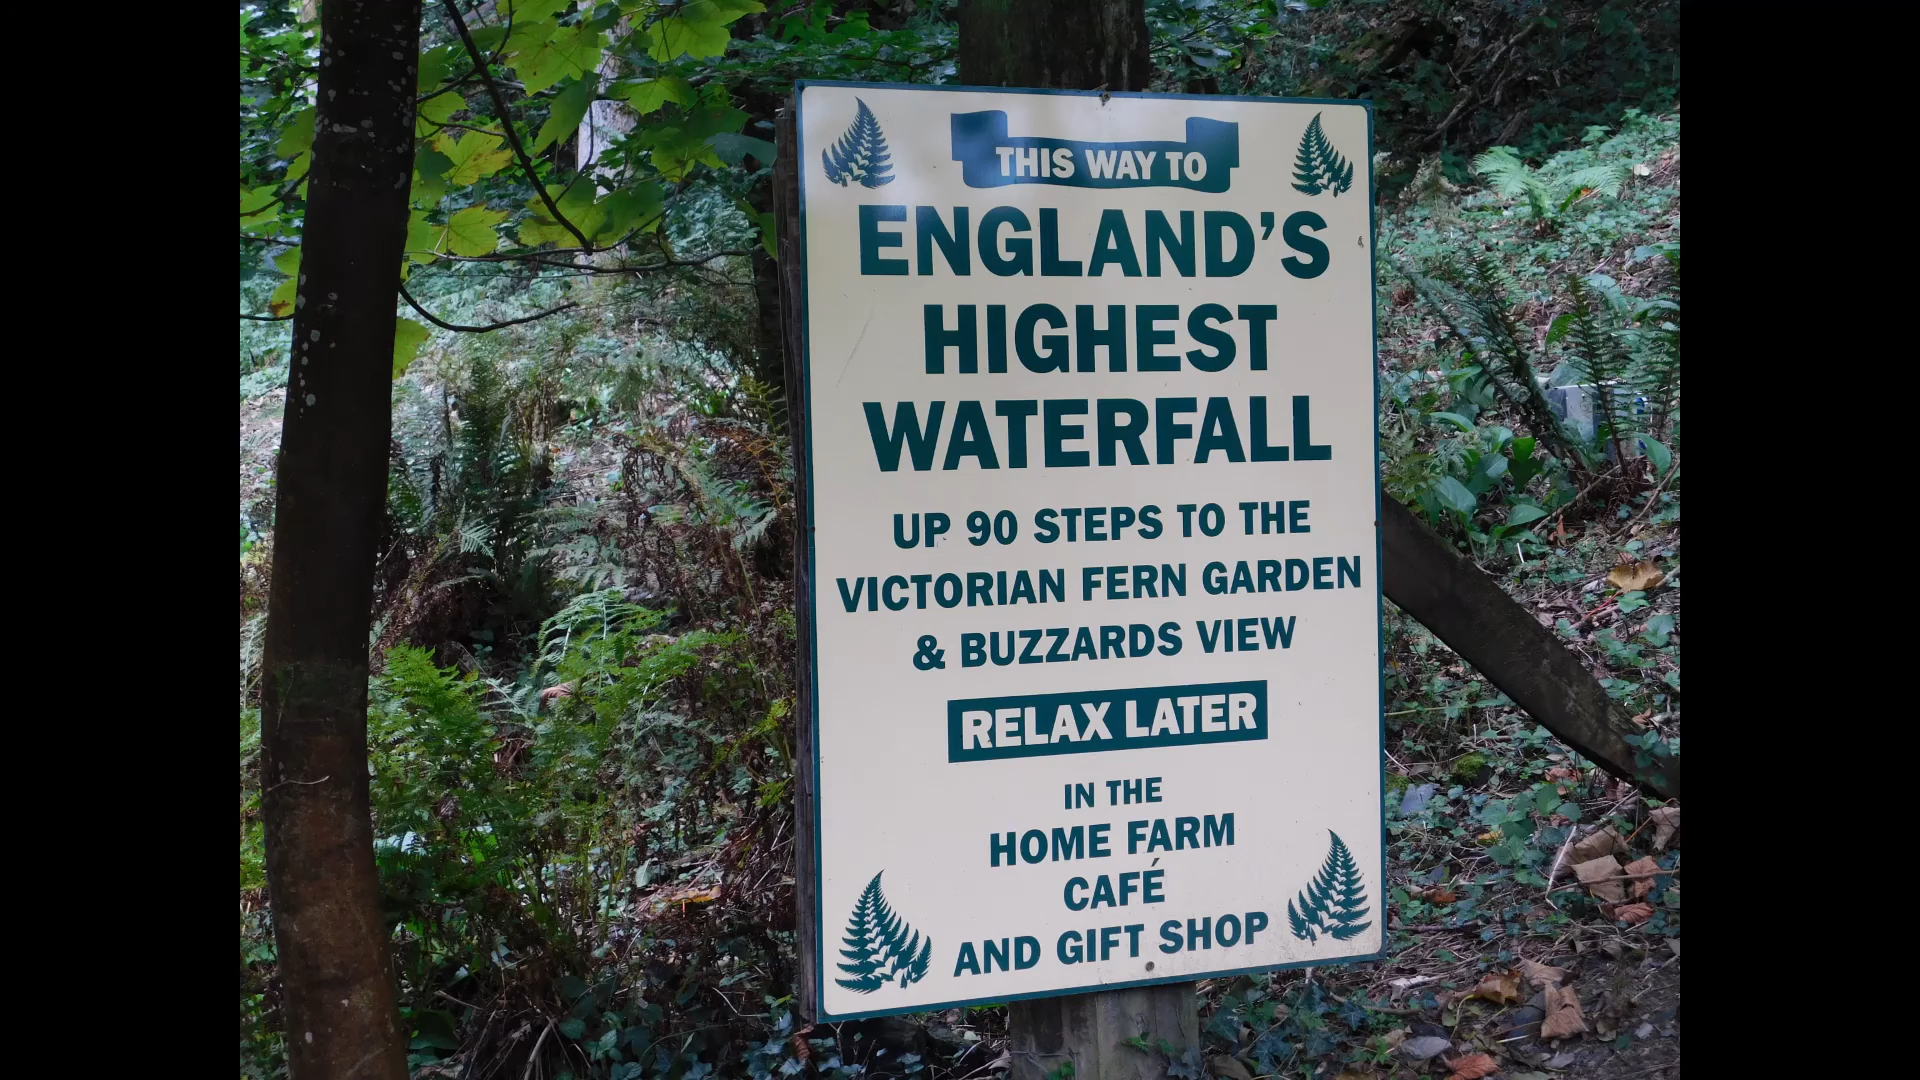 THIS WAY TO
ENGLAND'S
HIGHEST
WATERFALL
UP 90 STEPS TO THE
VICTORIAN FERN GARDEN
& BUZZARDS VIEW
RELAX LATER
IN THE
HOME FARM
CAFÉ
AND GIFT SHOP